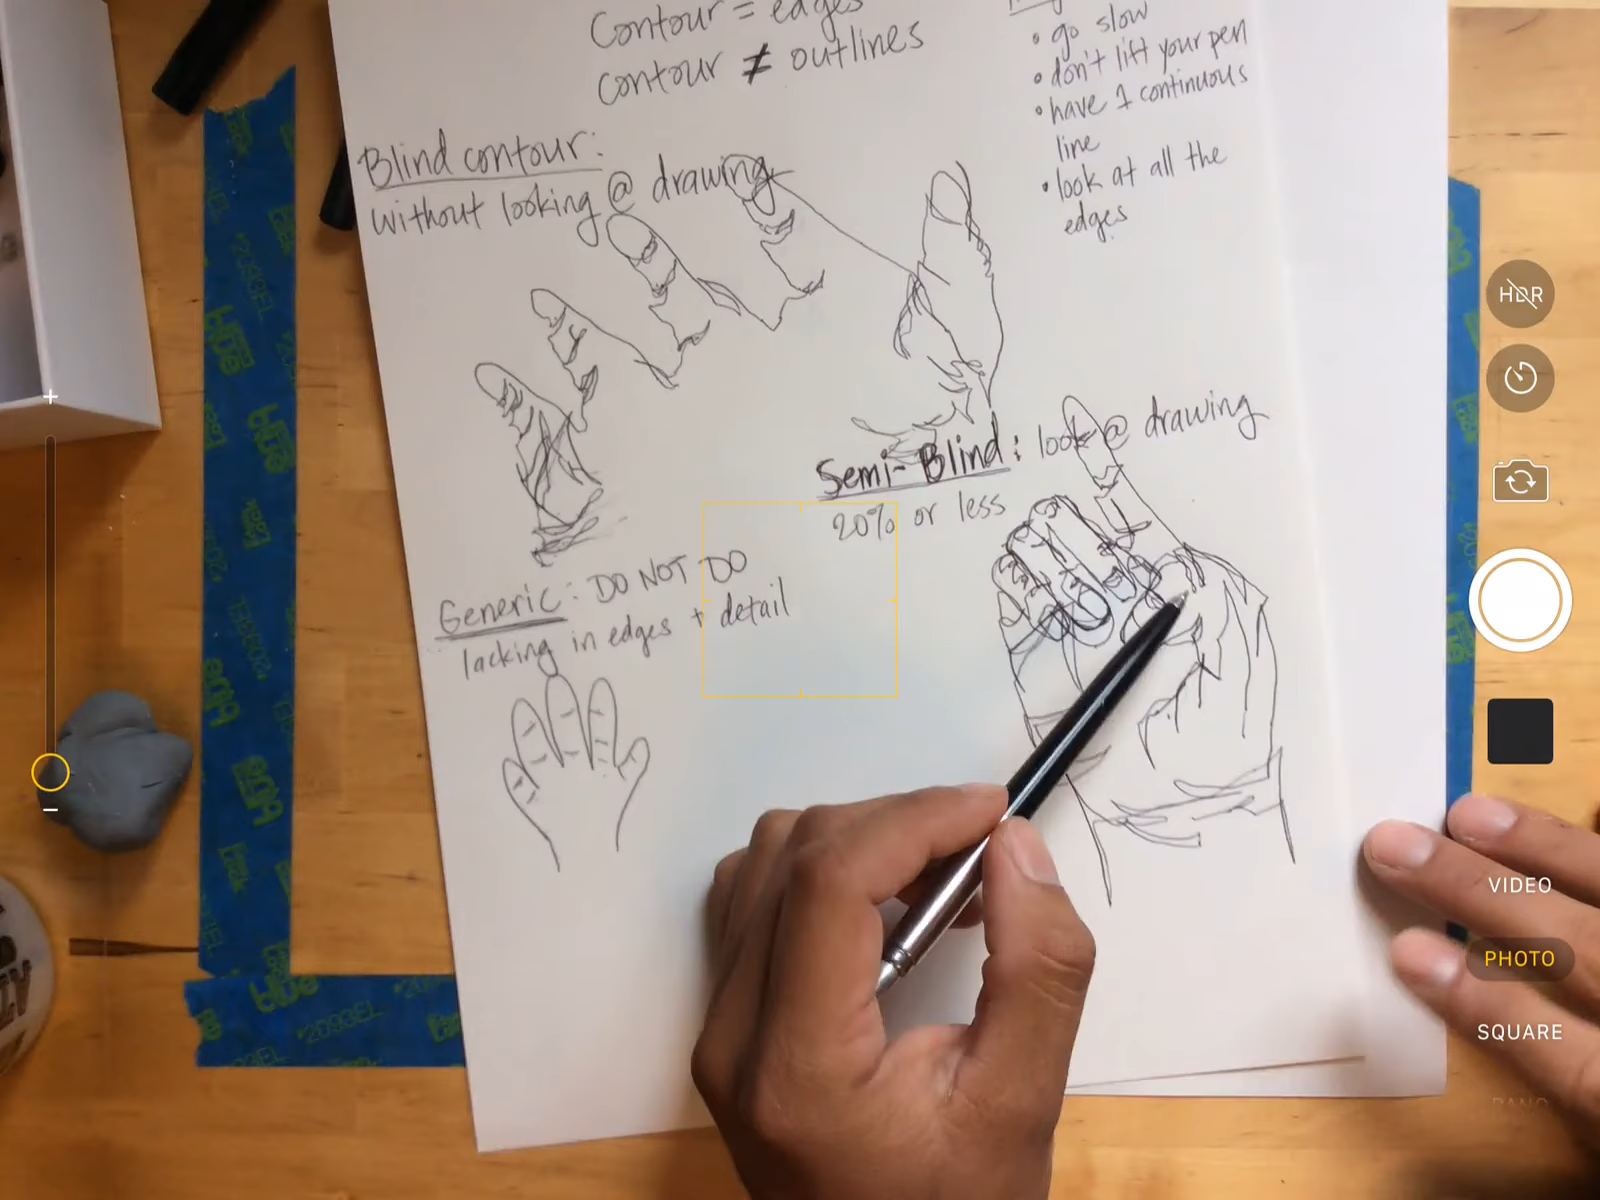 Contour = edges
contour ≠ outlines
• go slow
• don't lift your pen
• have 1 continuous
line
• look at all the
edges
Blind contour:
without looking @ drawing
Semi-Blind: look @ drawing
20% or less
Generic: DO NOT DO
lacking in edges + detail
HDR
VIDEO
PHOTO
SQUARE
PANO